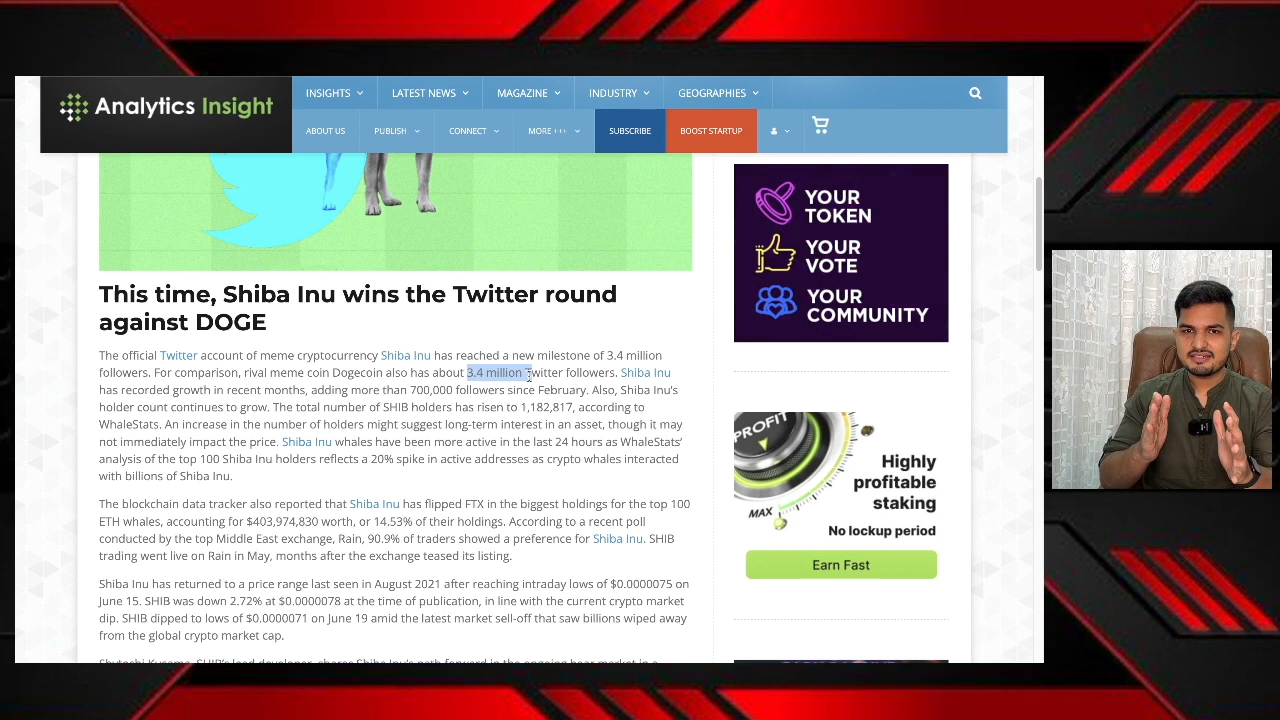 Analytics Insight
INSIGHTS
LATEST NEWS
MAGAZINE
INDUSTRY
GEOGRAPHIES
ABOUT US
PUBLISH
CONNECT
MORE +++
SUBSCRIBE
BOOST STARTUP
This time, Shiba Inu wins the Twitter round
against DOGE
The official Twitter account of meme cryptocurrency Shiba Inu has reached a new milestone of 3.4 million
followers. For comparison, rival meme coin Dogecoin also has about 3.4 million Twitter followers. Shiba Inu
has recorded growth in recent months, adding more than 700,000 followers since February. Also, Shiba Inu's
holder count continues to grow. The total number of SHIB holders has risen to 1,182,817, according to
WhaleStats. An increase in the number of holders might suggest long-term interest in an asset, though it may
not immediately impact the price. Shiba Inu whales have been more active in the last 24 hours as WhaleStats'
analysis of the top 100 Shiba Inu holders reflects a 20% spike in active addresses as crypto whales interacted
with billions of Shiba Inu.
The blockchain data tracker also reported that Shiba Inu has flipped FTX in the biggest holdings for the top 100
ETH whales, accounting for $403,974,830 worth, or 14.53% of their holdings. According to a recent poll
conducted by the top Middle East exchange, Rain, 90.9% of traders showed a preference for Shiba Inu. SHIB
trading went live on Rain in May, months after the exchange teased its listing.
Shiba Inu has returned to a price range last seen in August 2021 after reaching intraday lows of $0.0000075 on
June 15. SHIB was down 2.72% at $0.0000078 at the time of publication, in line with the current crypto market
dip. SHIB dipped to lows of $0.0000071 on June 19 amid the latest market sell-off that saw billions wiped away
from the global crypto market cap.
YOUR
TOKEN
YOUR
VOTE
YOUR
COMMUNITY
PROFIT
MAX
Highly
profitable
staking
No lockup period
Earn Fast